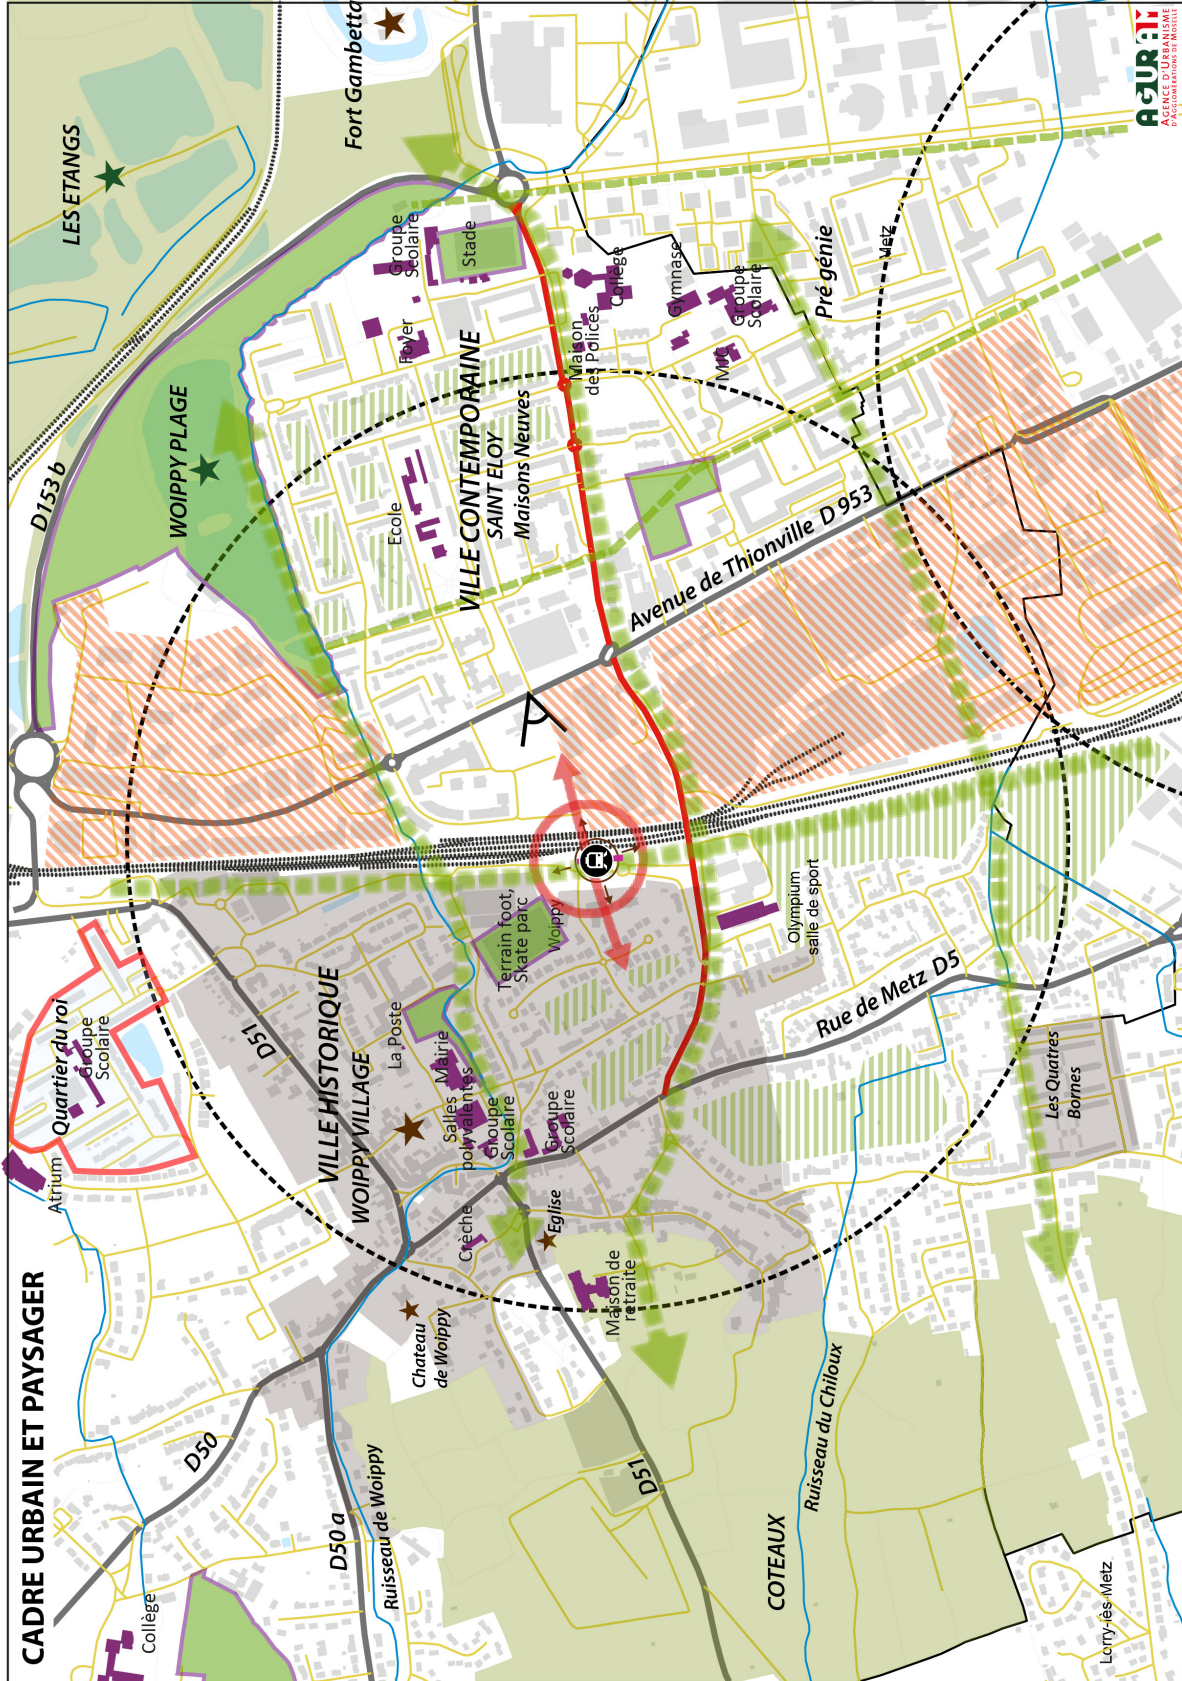 CADRE URBAIN ET PAYSAGER
LES ETANGS
Fort Gambetta
D153 b
WOIPPY PLAGE
Groupe
Scolaire
Stade
Foyer
Ecole
VILLE CONTEMPORAINE
SAINT ELOY
Maisons Neuves
Maison
des Polices
Collège
Gymnase
Groupe
Scolaire
MJC
Pré génie
Metz
Avenue de Thionville D 953
Quartier du roi
Groupe
Scolaire
Atrium
D51
VILLE HISTORIQUE
WOIPPY VILLAGE
La Poste
Mairie
Salles
polyvalentes
Groupe
Scolaire
Groupe
Scolaire
Terrain foot,
Skate parc
Woippy
Olympium
salle de sport
Rue de Metz D5
Les Quatres
Bornes
Crèche
Eglise
Maison de
retraite
Chateau
de Woippy
D50
D50 a
Ruisseau de Woippy
D51
Ruisseau du Chiloux
COTEAUX
Collège
Lorry-lès-Metz
AGURAM
AGENCE D'URBANISME
D'AGGLOMÉRATIONS DE MOSELLE